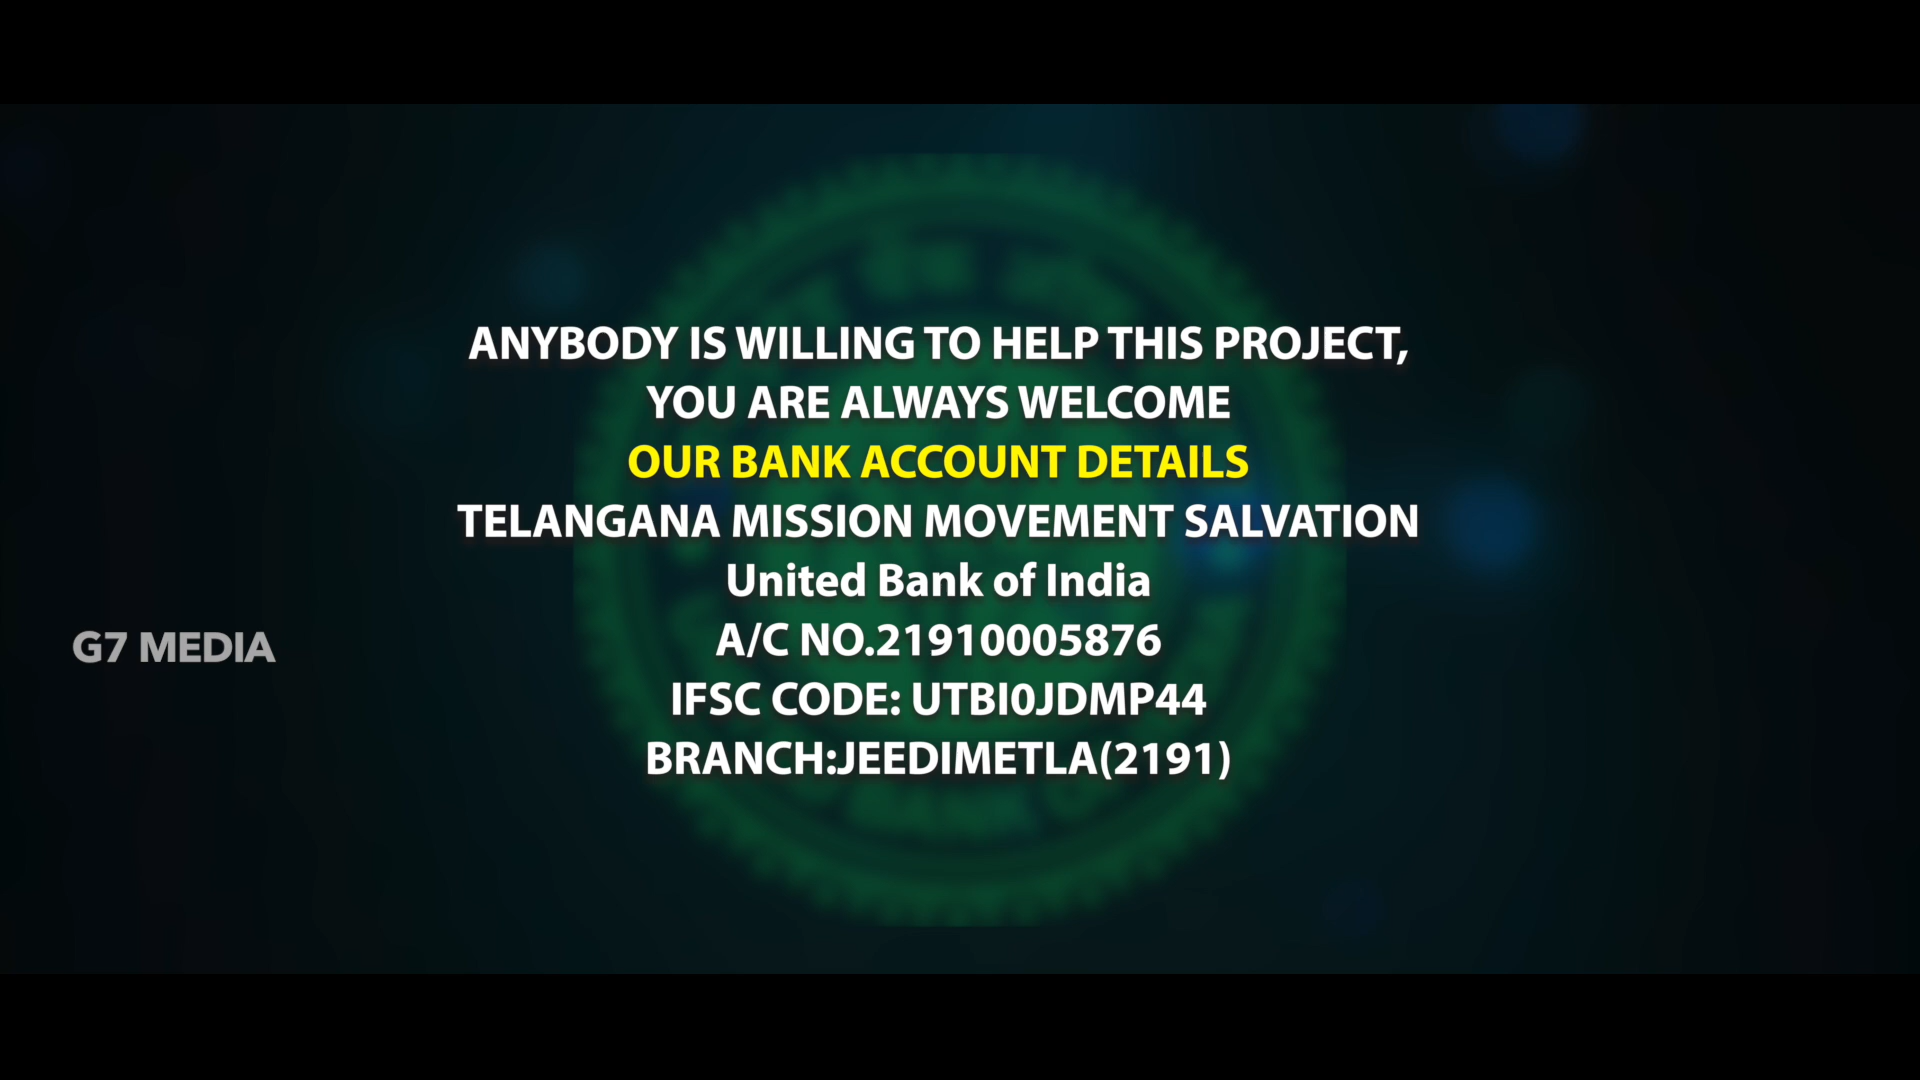 ANYBODY IS WILLING TO HELP THIS PROJECT,
YOU ARE ALWAYS WELCOME
OUR BANK ACCOUNT DETAILS
TELANGANA MISSION MOVEMENT SALVATION
United Bank of India
A/C NO.21910005876
G7 MEDIA
IFSC CODE: UTBI0JDMP44
BRANCH:JEEDIMETLA(2191)